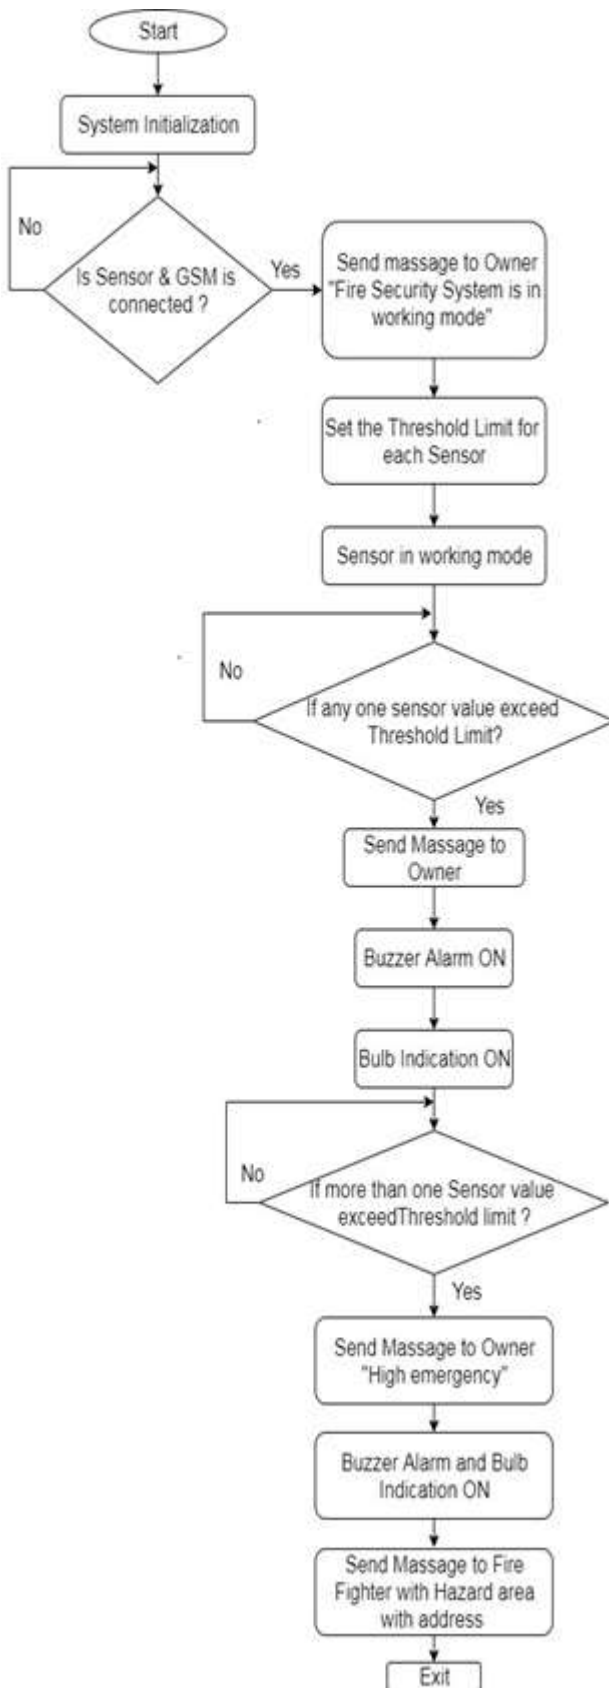 Start
System Initialization
No
Is Sensor & GSM is
connected ?
Yes
Send massage to Owner
"Fire Security System is in
working mode"
Set the Threshold Limit for
each Sensor
Sensor in working mode
No
If any one sensor value exceed
Threshold Limit?
Yes
Send Massage to
Owner
Buzzer Alarm ON
Bulb Indication ON
No
If more than one Sensor value
exceedThreshold limit ?
Yes
Send Massage to Owner
"High emergency"
Buzzer Alarm and Bulb
Indication ON
Send Massage to Fire
Fighter with Hazard area
with address
Exit